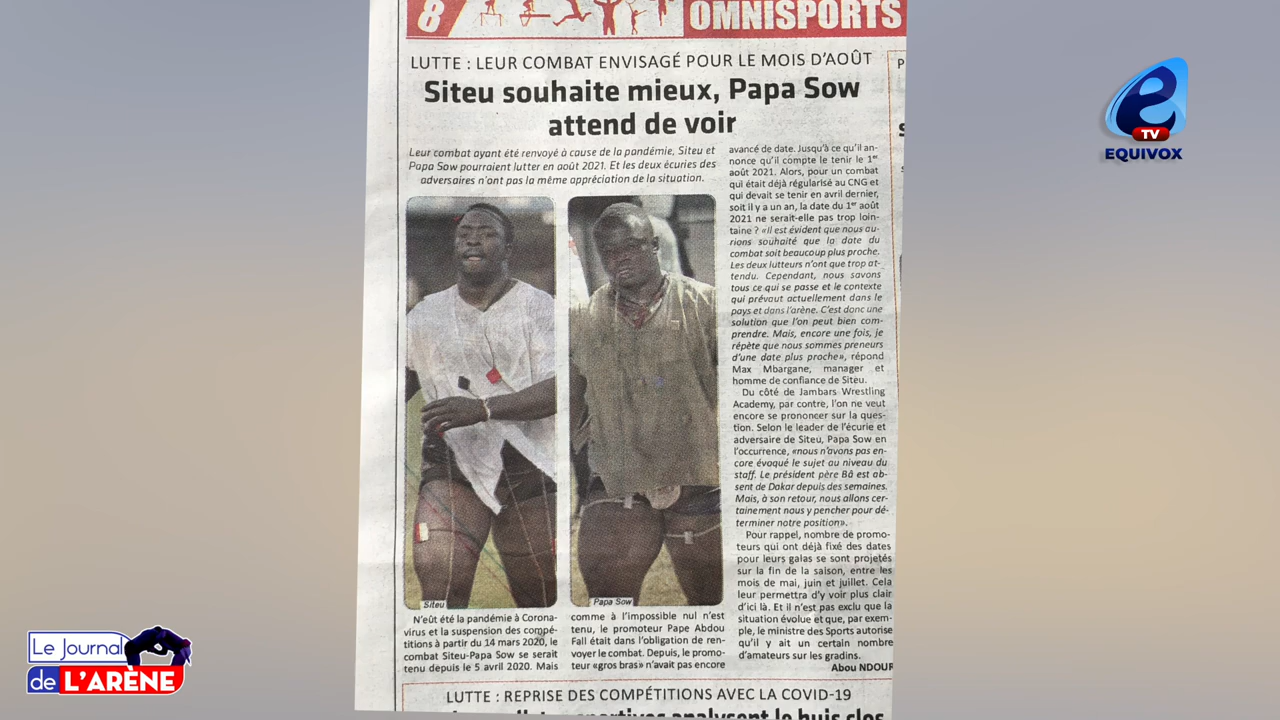 8
OMNISPORTS
LUTTE : LEUR COMBAT ENVISAGÉ POUR LE MOIS D'AOÛT
Siteu souhaite mieux, Papa Sow
attend de voir
Leur combat ayant été renvoyé à cause de la pandémie, Siteu et
Papa Sow pourraient lutter en août 2021. Et les deux écuries des
adversaires n'ont pas la même appréciation de la situation.
Siteu
Papa Sow
N'eût été la pandémie à Corona-
virus et la suspension des compé-
titions à partir du 14 mars 2020, le
combat Siteu-Papa Sow se serait
tenu depuis le 5 avril 2020. Mais
comme à l'impossible nul n'est
tenu, le promoteur Pape Abdou
Fall était dans l'obligation de ren-
voyer le combat. Depuis, le promo-
teur «gros bras» n'avait pas encore
avancé de date. Jusqu'à ce qu'il an-
nonce qu'il compte le tenir le 1er
août 2021. Alors, pour un combat
qui était déjà régularisé au CNG et
qui devait se tenir en avril dernier,
soit il y a un an, la date du 1er août
2021 ne serait-elle pas trop loin-
taine ? «Il est évident que nous au-
rions souhaité que la date du
combat soit beaucoup plus proche.
Les deux lutteurs n'ont que trop at-
tendu. Cependant, nous savons
tous ce qui se passe et le contexte
qui prévaut actuellement dans le
pays et dans l'arène. C'est donc une
solution que l'on peut bien com-
prendre. Mais, encore une fois, je
répète que nous sommes preneurs
d'une date plus proche», répond
Max Mbargane, manager et
homme de confiance de Siteu.
Du côté de Jambars Wrestling
Academy, par contre, l'on ne veut
encore se prononcer sur la ques-
tion. Selon le leader de l'écurie et
adversaire de Siteu, Papa Sow en
l'occurrence, «nous n'avons pas en-
core évoqué le sujet au niveau du
staff. Le président père Bâ est ab-
sent de Dakar depuis des semaines.
Mais, à son retour, nous allons cer-
tainement nous y pencher pour dé-
terminer notre position».
Pour rappel, nombre de promo-
teurs qui ont déjà fixé des dates
pour leurs galas se sont projetés
sur la fin de la saison, entre les
mois de mai, juin et juillet. Cela
leur permettra d'y voir plus clair
d'ici là. Et il n'est pas exclu que la
situation évolue et que, par exem-
ple, le ministre des Sports autorise
qu'il y ait un certain nombre
d'amateurs sur les gradins.
Abou NDOUR
LUTTE : REPRISE DES COMPÉTITIONS AVEC LA COVID-19
analysent le huis clos
e
TV
EQUIVOX
Le Journal
de L'ARÈNE